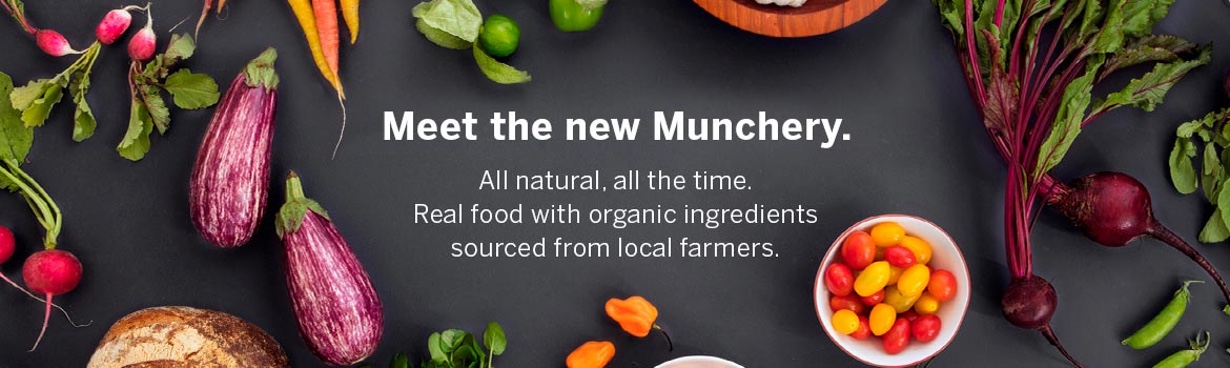 Meet the new Munchery.
All natural, all the time.
Real food with organic ingredients
sourced from local farmers.